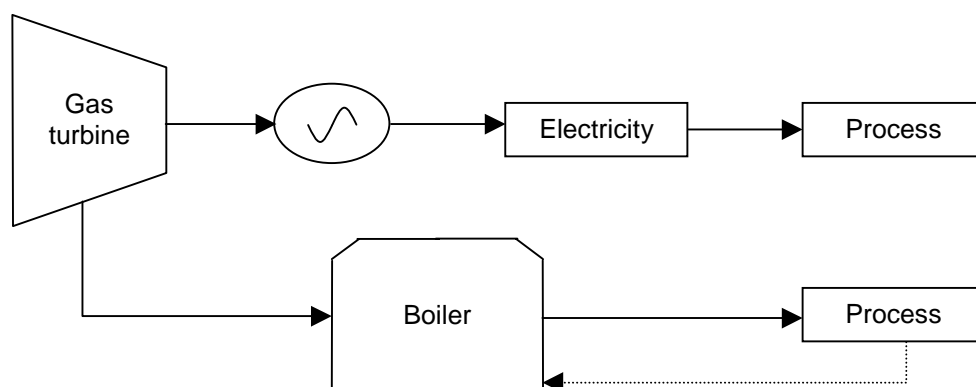 Gas
turbine
Electricity
Process
Boiler
Process